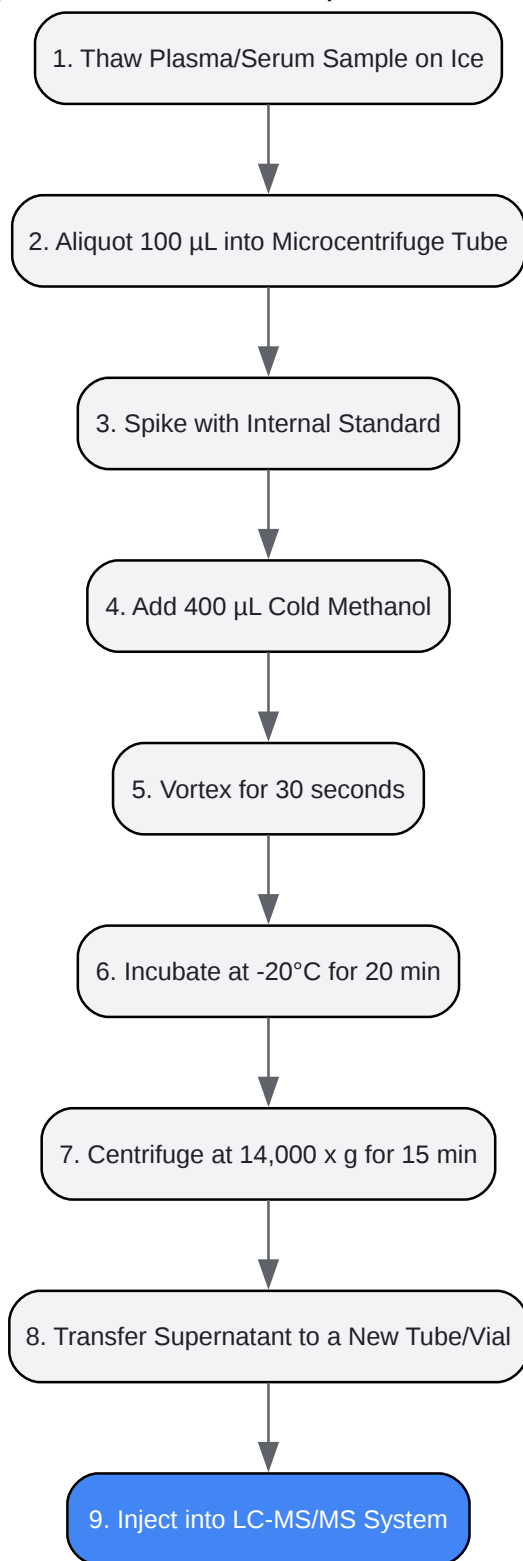 1. Thaw Plasma/Serum Sample on Ice
2. Aliquot 100 µL into Microcentrifuge Tube
3. Spike with Internal Standard
4. Add 400 µL Cold Methanol
5. Vortex for 30 seconds
6. Incubate at -20°C for 20 min
7. Centrifuge at 14,000 x g for 15 min
8. Transfer Supernatant to a New Tube/Vial
9. Inject into LC-MS/MS System